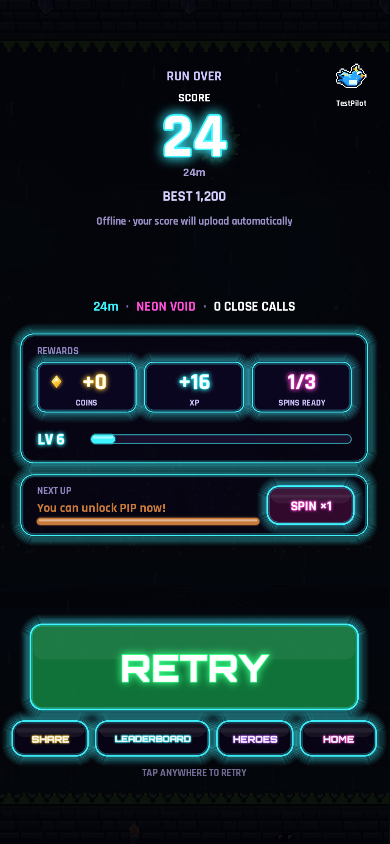 RUN OVER
SCORE
24
24m
BEST 1,200
Offline · your score will upload automatically
TestPilot
24m · NEON VOID · 0 CLOSE CALLS
REWARDS
+0 +16 1/3
COINS XP SPINS READY
LV 6
NEXT UP
You can unlock PIP now!
SPIN ×1
RETRY
SHARE LEADERBOARD HEROES HOME
TAP ANYWHERE TO RETRY